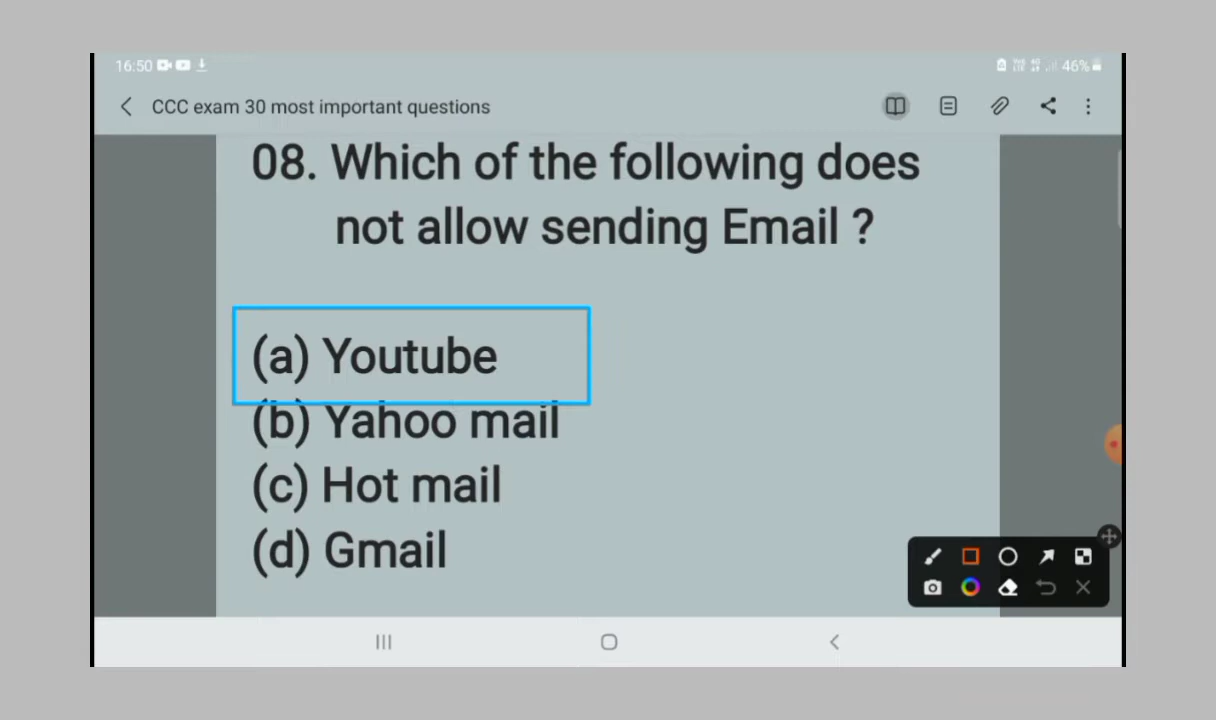 16:50 46%
CCC exam 30 most important questions
08. Which of the following does
not allow sending Email ?
(a) Youtube
(b) Yahoo mail
(c) Hot mail
(d) Gmail